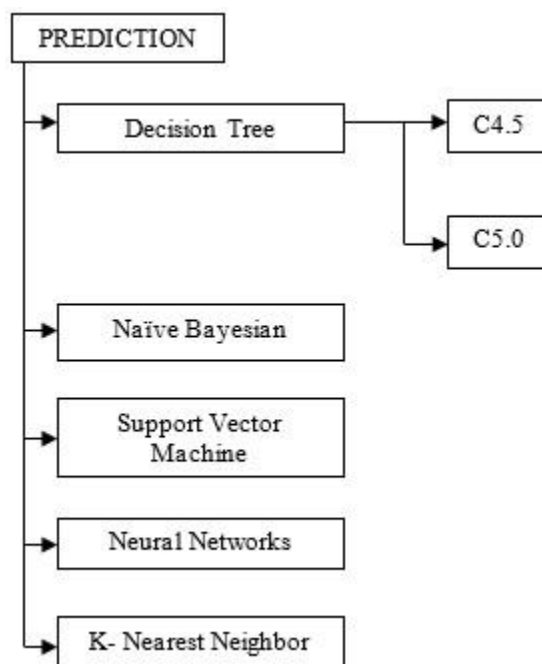 PREDICTION
Decision Tree
C4.5
C5.0
Naïve Bayesian
Support Vector
Machine
Neural Networks
K- Nearest Neighbor